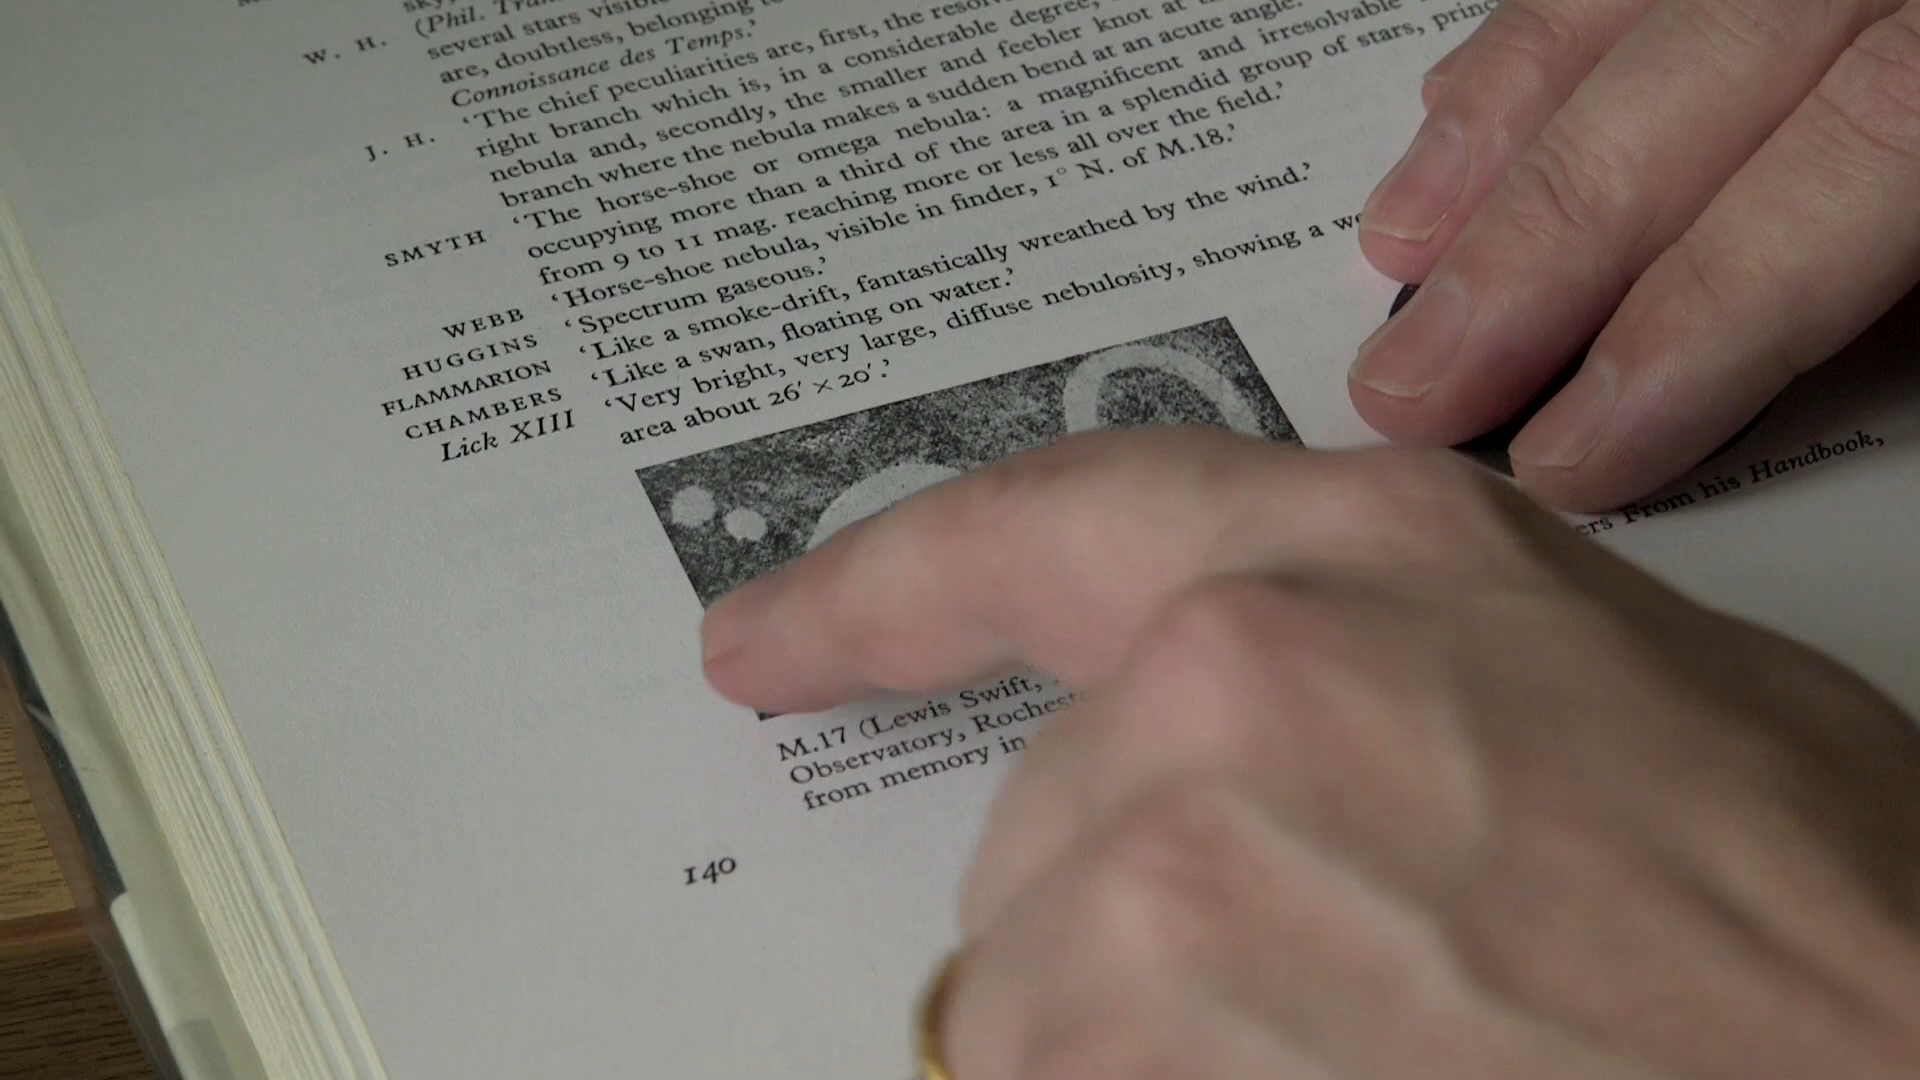 (Phil.
W. H. several stars
are, doubtless, belonging
Connoissance des Temps.'
J. H. 'The chief peculiarities are, first, the
right branch which is, in a considerable degree,
nebula and, secondly, the smaller and feebler knot at
branch where the nebula makes a sudden bend at an acute angle.
SMYTH 'The horse-shoe or omega nebula: a magnificent and irresolvable
occupying more than a third of the area in a splendid group of stars,
from 9 to 11 mag. reaching more or less all over the field.'
WEBB 'Horse-shoe nebula, visible in finder, 1° N. of M.18.'
HUGGINS 'Spectrum gaseous.'
FLAMMARION 'Like a smoke-drift, fantastically wreathed by the wind.'
CHAMBERS 'Like a swan, floating on water.'
Lick XIII 'Very bright, very large, diffuse nebulosity, showing a
area about 26′ × 20′.'
From his Handbook,
M.17 (Lewis Swift,
Observatory,
from memory in
140